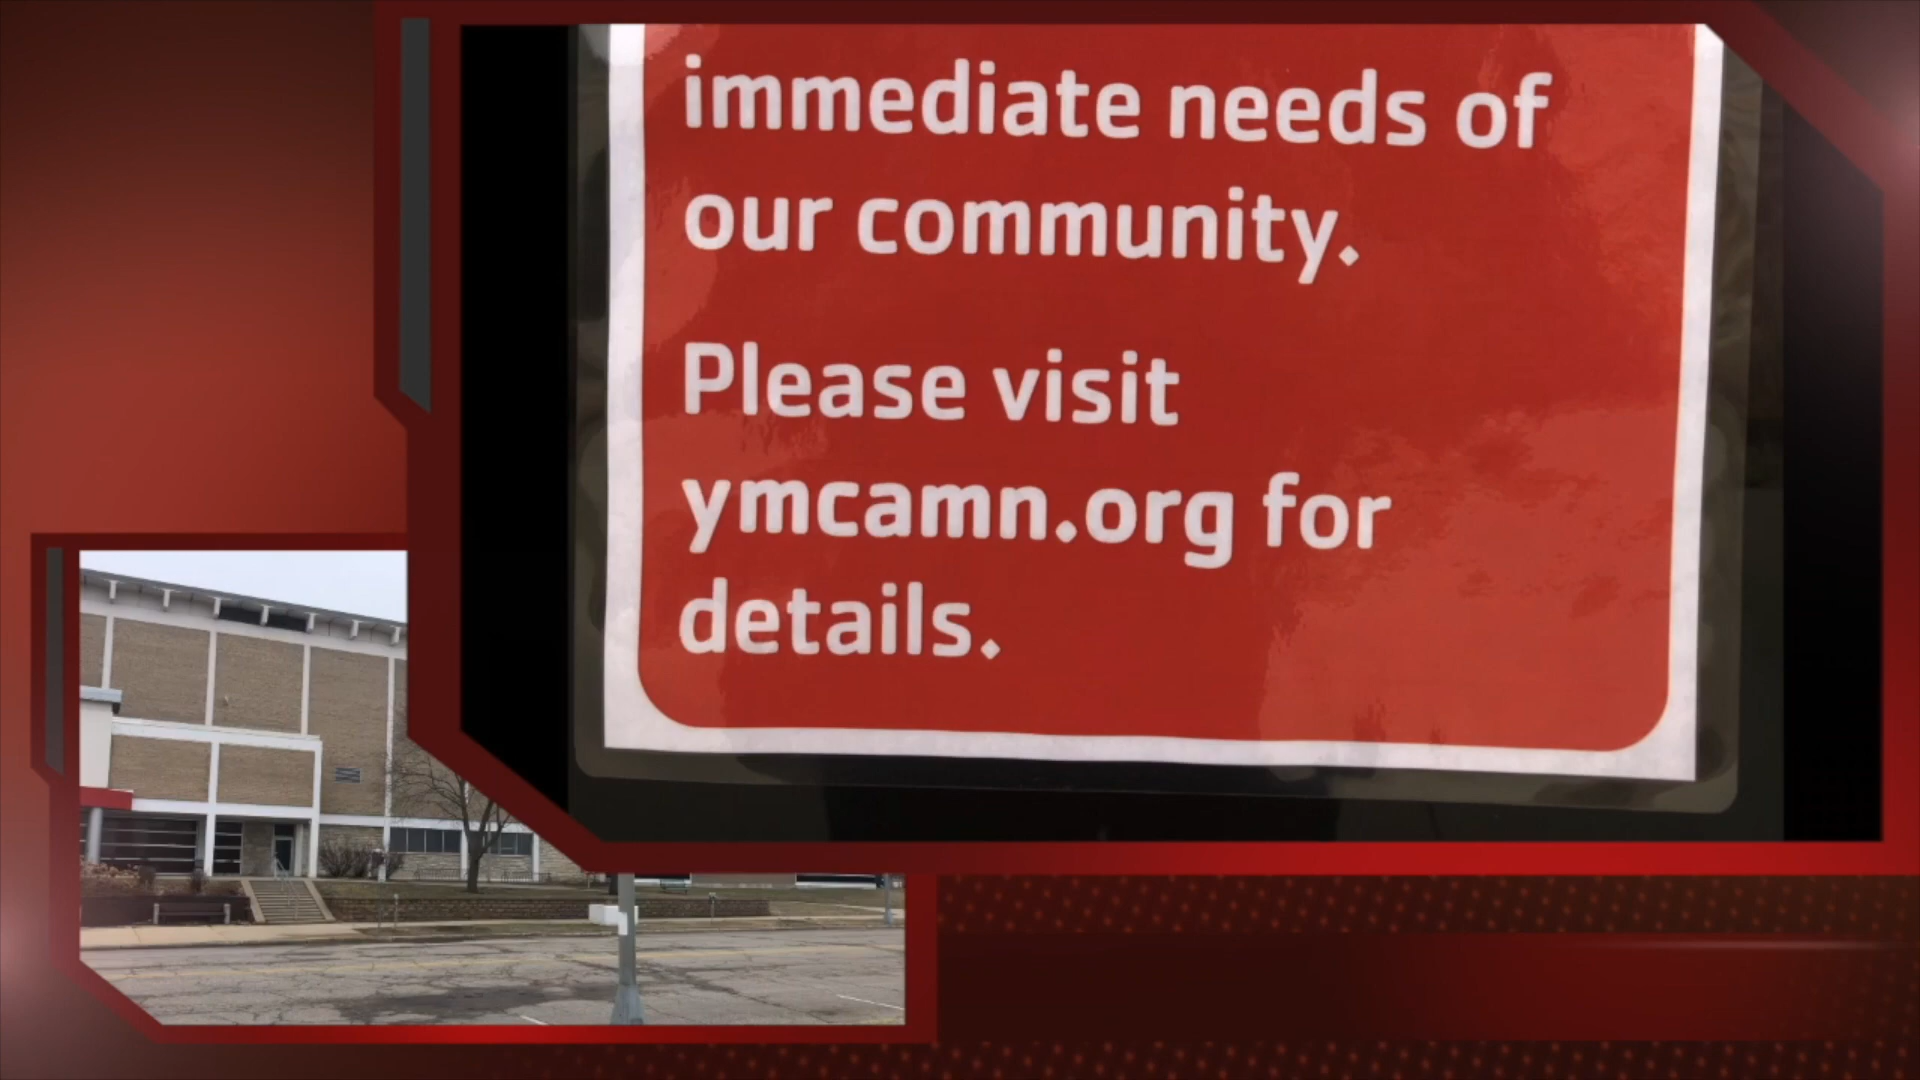 immediate needs of
our community.
Please visit
ymcamn.org for
details.